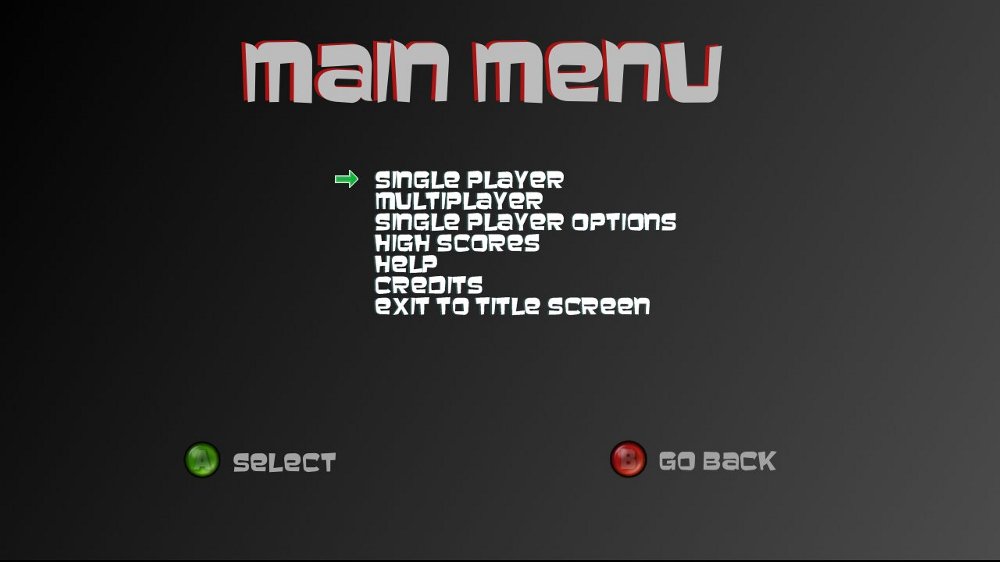 main menu
SINGLE PLAYER
MULTIPLAYER
SINGLE PLAYER OPTIONS
HIGH SCORES
HELP
CREDITS
EXIT TO TITLE SCREEN
A SELECT
B GO BACK